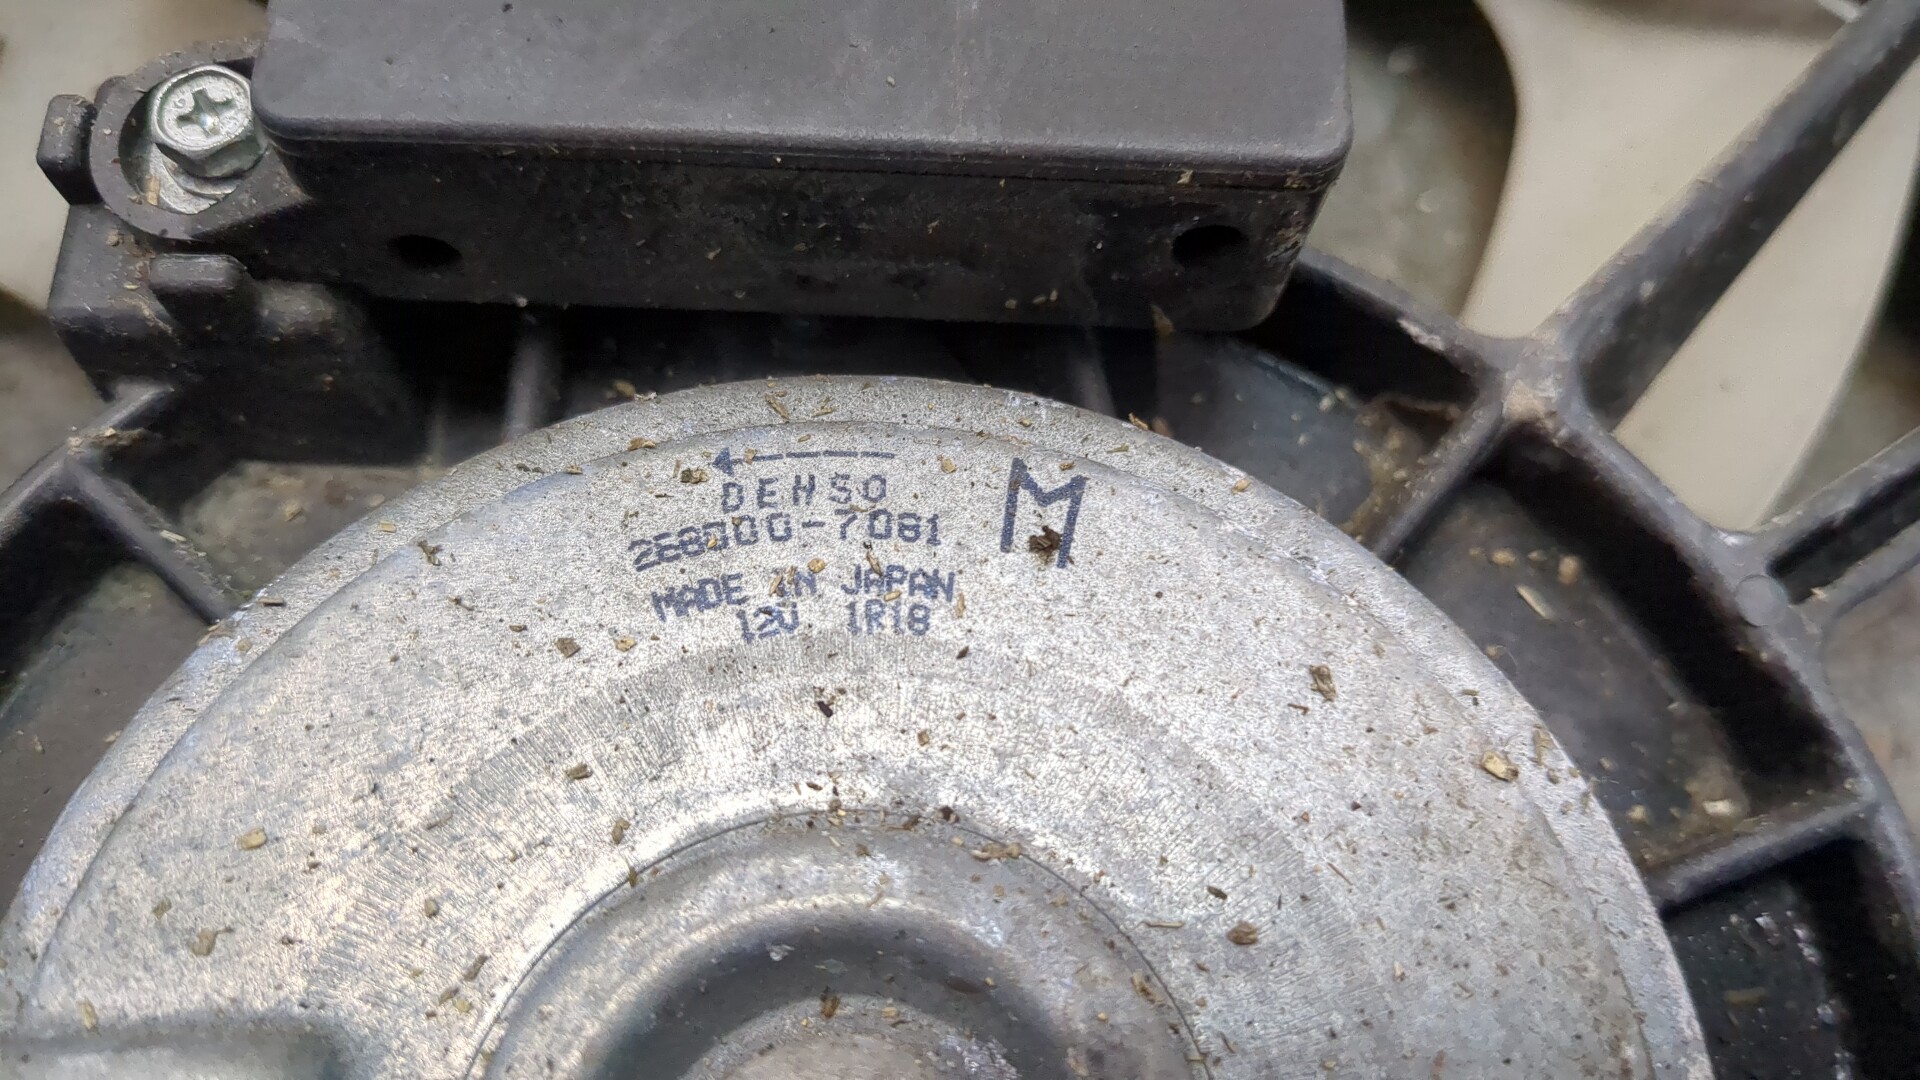 DENSO
M
268000-7081
MADE IN JAPAN
12V 1R18